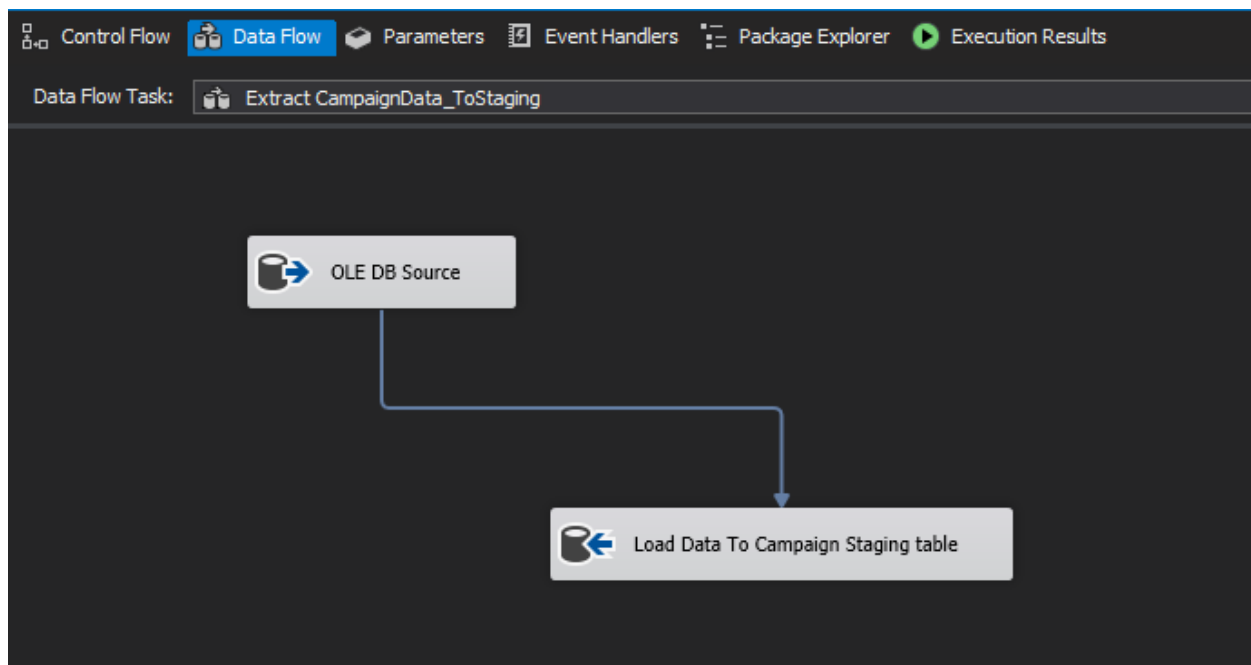 Control Flow Data Flow Parameters Event Handlers Package Explorer Execution Results
Data Flow Task: Extract CampaignData_ToStaging
OLE DB Source
Load Data To Campaign Staging table